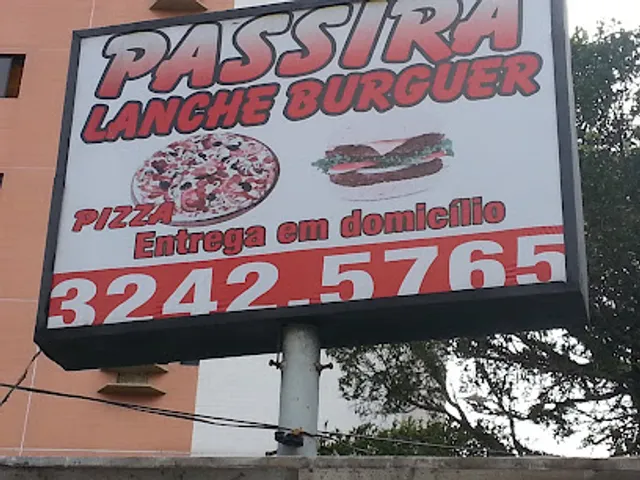 PASSIRA
LANCHE BURGUER
PIZZA
Entrega em domicílio
3242.5765